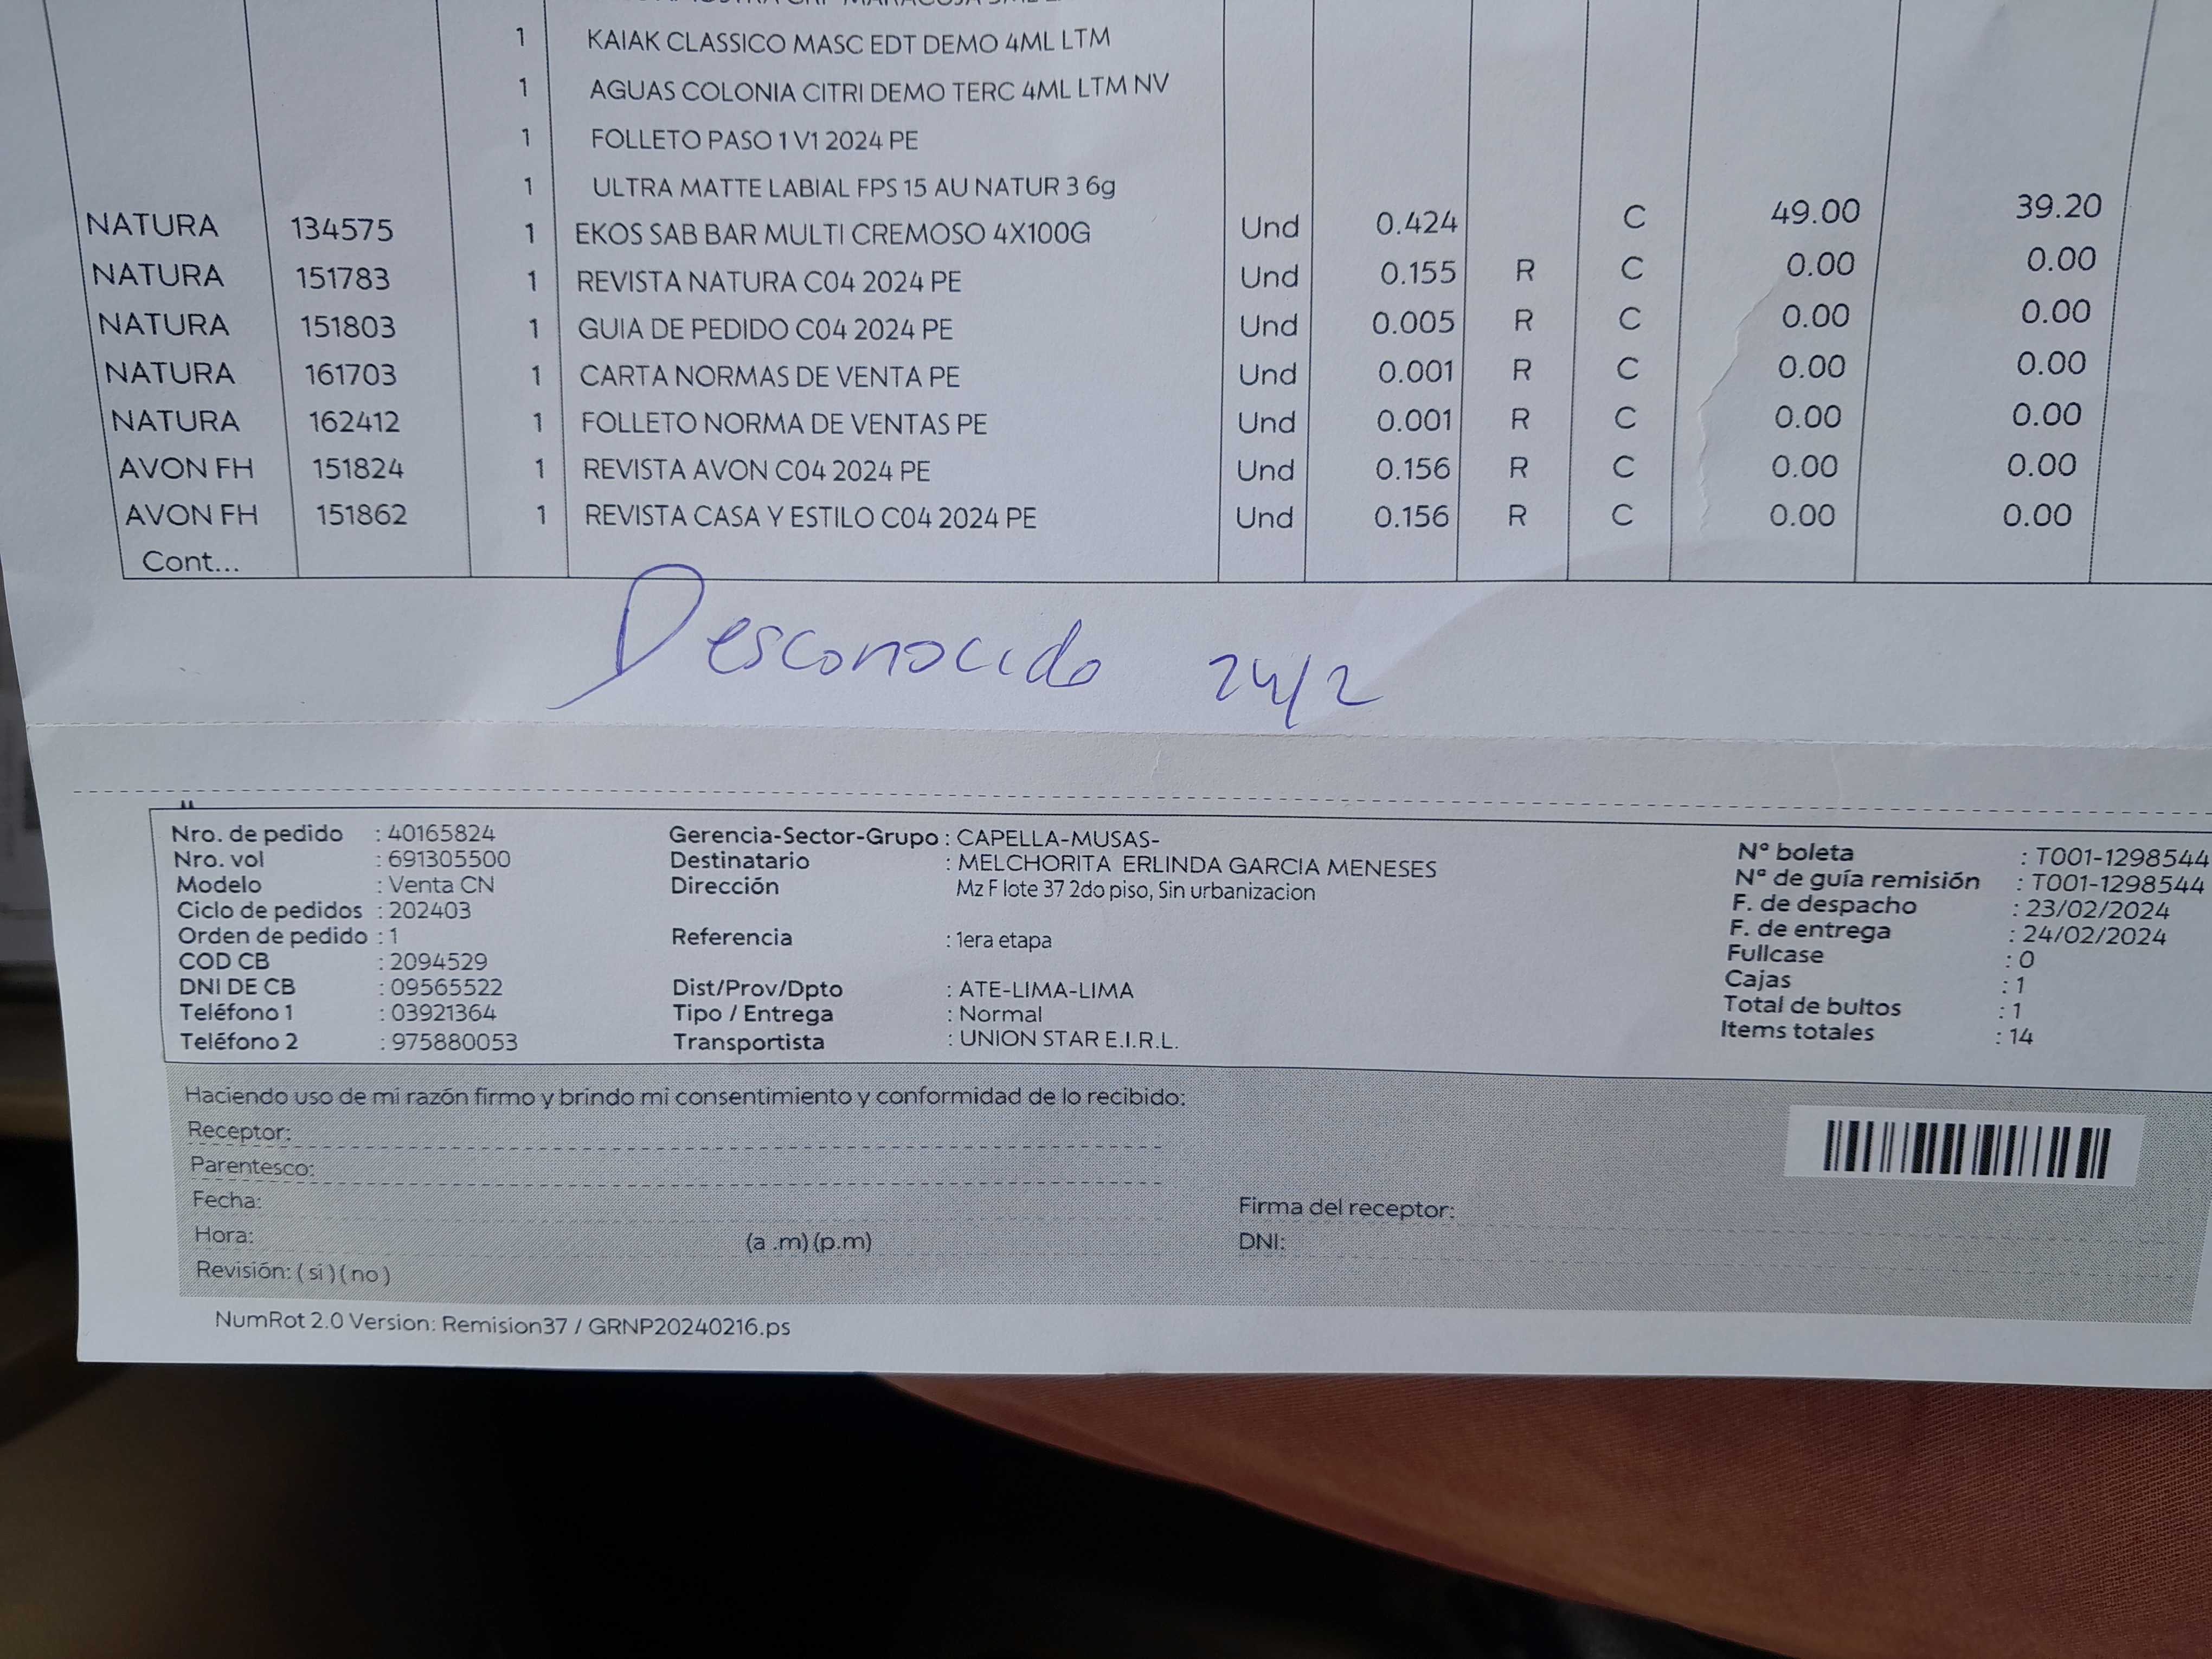 1 KAIAK CLASSICO MASC EDT DEMO 4ML LTM
1 AGUAS COLONIA CITRI DEMO TERC 4ML LTM NV
1 FOLLETO PASO 1 V1 2024 PE
1 ULTRA MATTE LABIAL FPS 15 AU NATUR 3 6g
NATURA 134575 1 EKOS SAB BAR MULTI CREMOSO 4X100G Und 0.424 C 49.00 39.20
NATURA 151783 1 REVISTA NATURA C04 2024 PE Und 0.155 R C 0.00 0.00
NATURA 151803 1 GUIA DE PEDIDO C04 2024 PE Und 0.005 R C 0.00 0.00
NATURA 161703 1 CARTA NORMAS DE VENTA PE Und 0.001 R C 0.00 0.00
NATURA 162412 1 FOLLETO NORMA DE VENTAS PE Und 0.001 R C 0.00 0.00
AVON FH 151824 1 REVISTA AVON C04 2024 PE Und 0.156 R C 0.00 0.00
AVON FH 151862 1 REVISTA CASA Y ESTILO C04 2024 PE Und 0.156 R C 0.00 0.00
Cont...
Desconocido 24/2
Nro. de pedido : 40165824
Nro. vol : 691305500
Modelo : Venta CN
Ciclo de pedidos : 202403
Orden de pedido : 1
COD CB : 2094529
DNI DE CB : 09565522
Teléfono 1 : 03921364
Teléfono 2 : 975880053
Gerencia-Sector-Grupo : CAPELLA-MUSAS-
Destinatario : MELCHORITA ERLINDA GARCIA MENESES
Dirección Mz F lote 37 2do piso, Sin urbanizacion
Referencia : 1era etapa
Dist/Prov/Dpto : ATE-LIMA-LIMA
Tipo / Entrega : Normal
Transportista : UNION STAR E.I.R.L.
Nº boleta : T001-1298544
Nº de guía remisión : T001-1298544
F. de despacho : 23/02/2024
F. de entrega : 24/02/2024
Fullcase : 0
Cajas : 1
Total de bultos : 1
Items totales : 14
Haciendo uso de mi razón firmo y brindo mi consentimiento y conformidad de lo recibido:
Receptor:
Parentesco:
Fecha:
Hora: (a .m) (p.m)
Revisión: ( si ) ( no )
Firma del receptor:
DNI:
NumRot 2.0 Version: Remision37 / GRNP20240216.ps